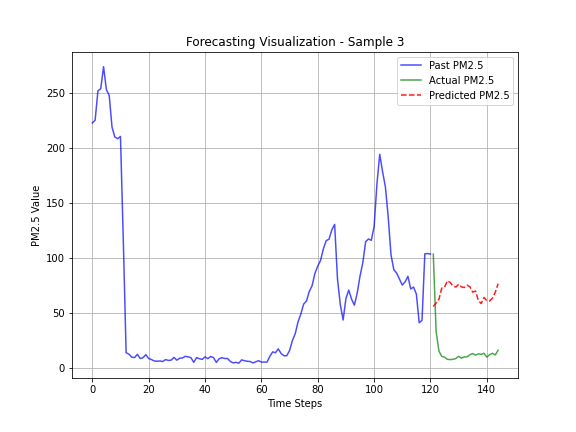 Forecasting Visualization - Sample 3
Past PM2.5
Actual PM2.5
Predicted PM2.5
PM2.5 Value
250
200
150
100
50
0
0 20 40 60 80 100 120 140
Time Steps